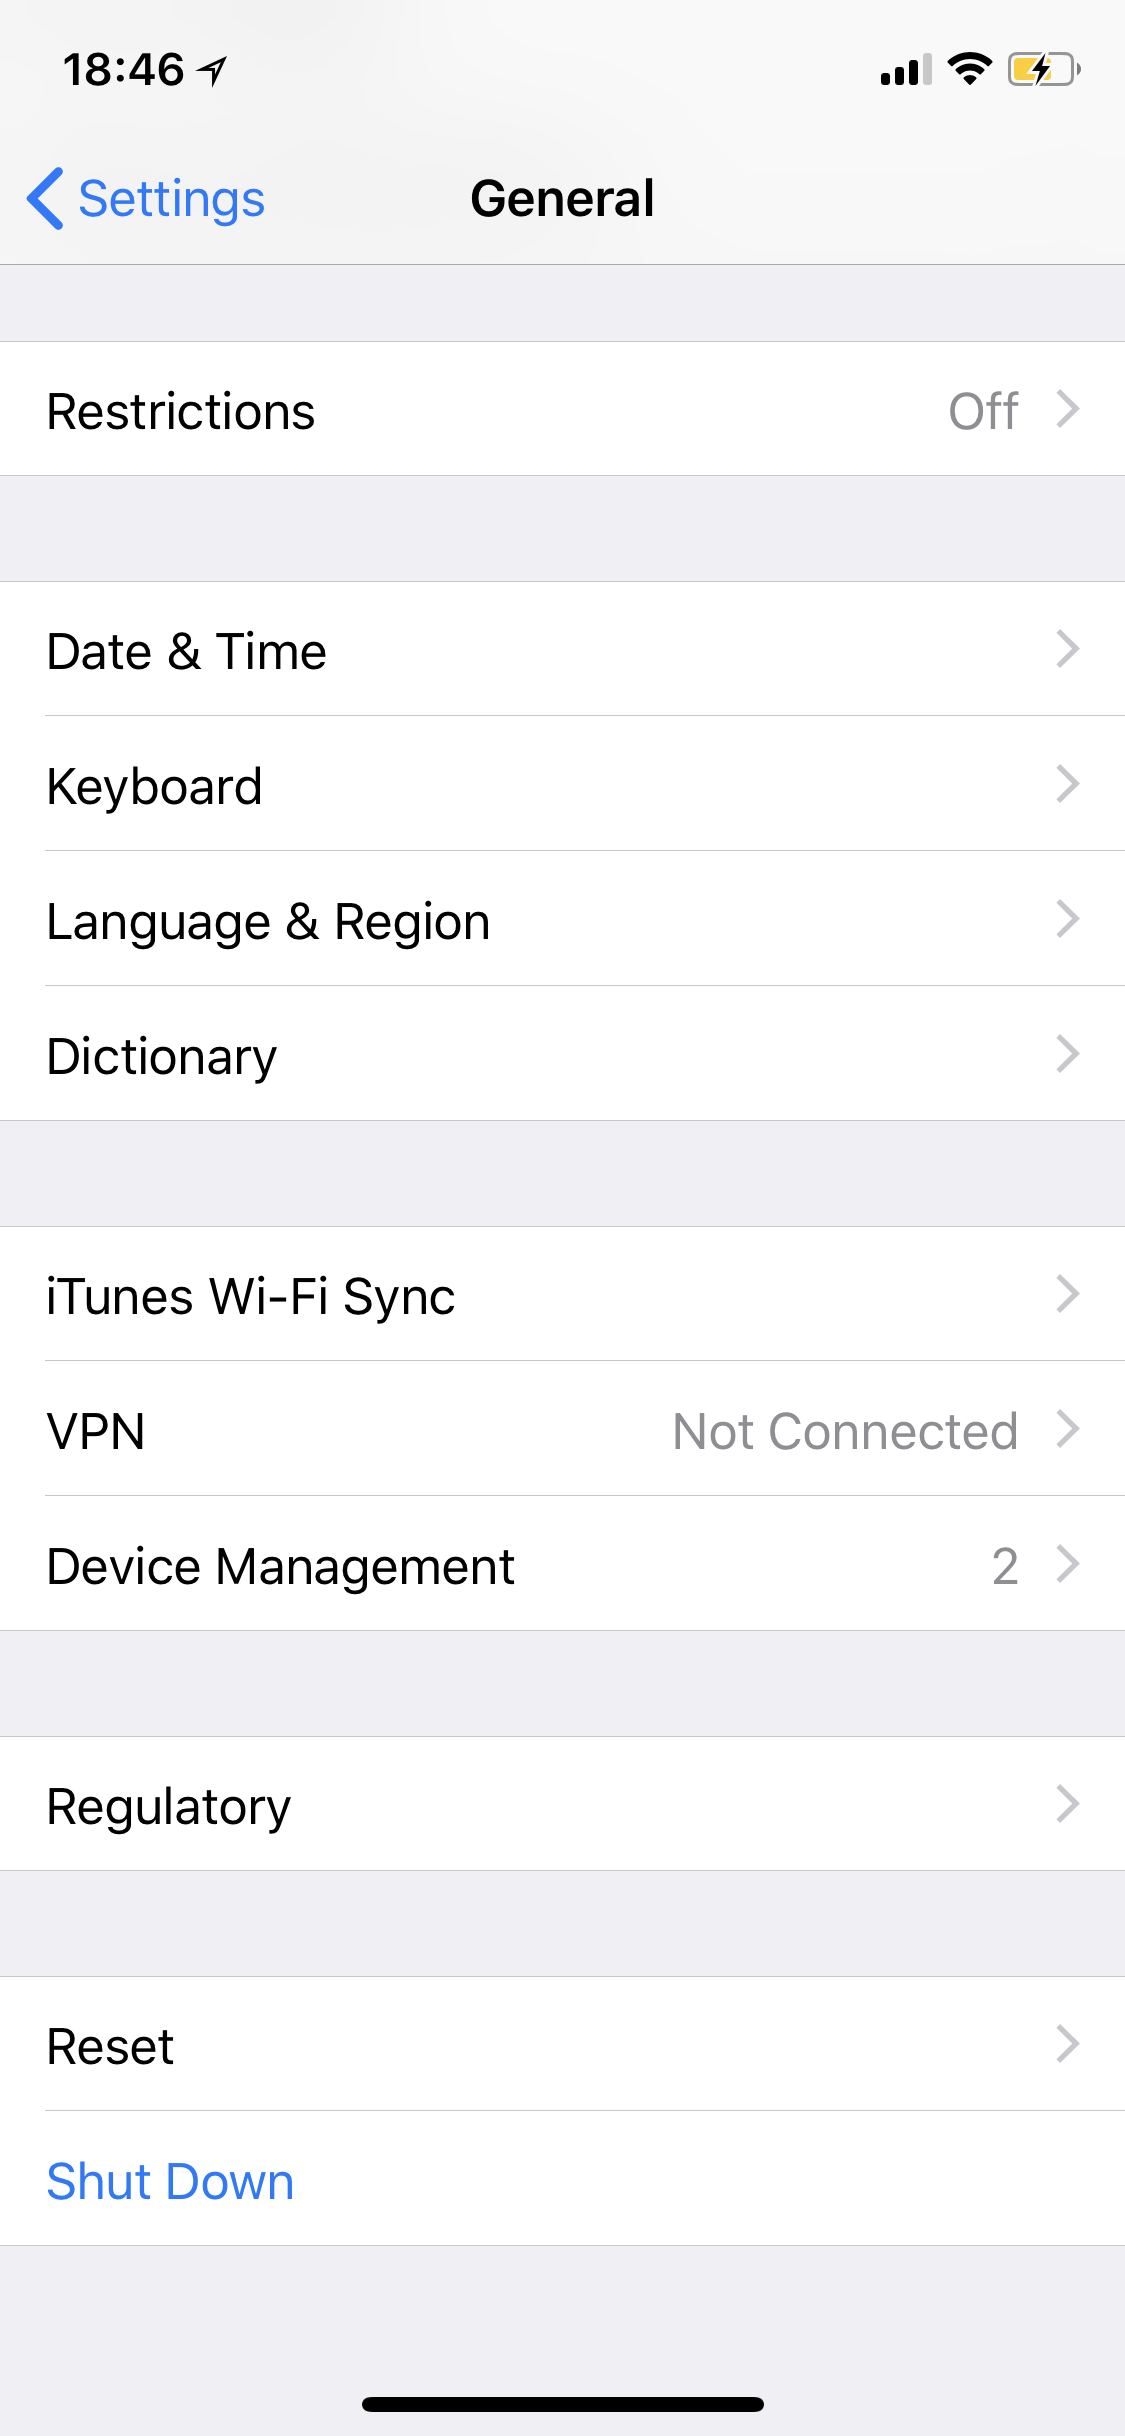 18:46
Settings
General
Restrictions Off
Date & Time
Keyboard
Language & Region
Dictionary
iTunes Wi-Fi Sync
VPN Not Connected
Device Management 2
Regulatory
Reset
Shut Down